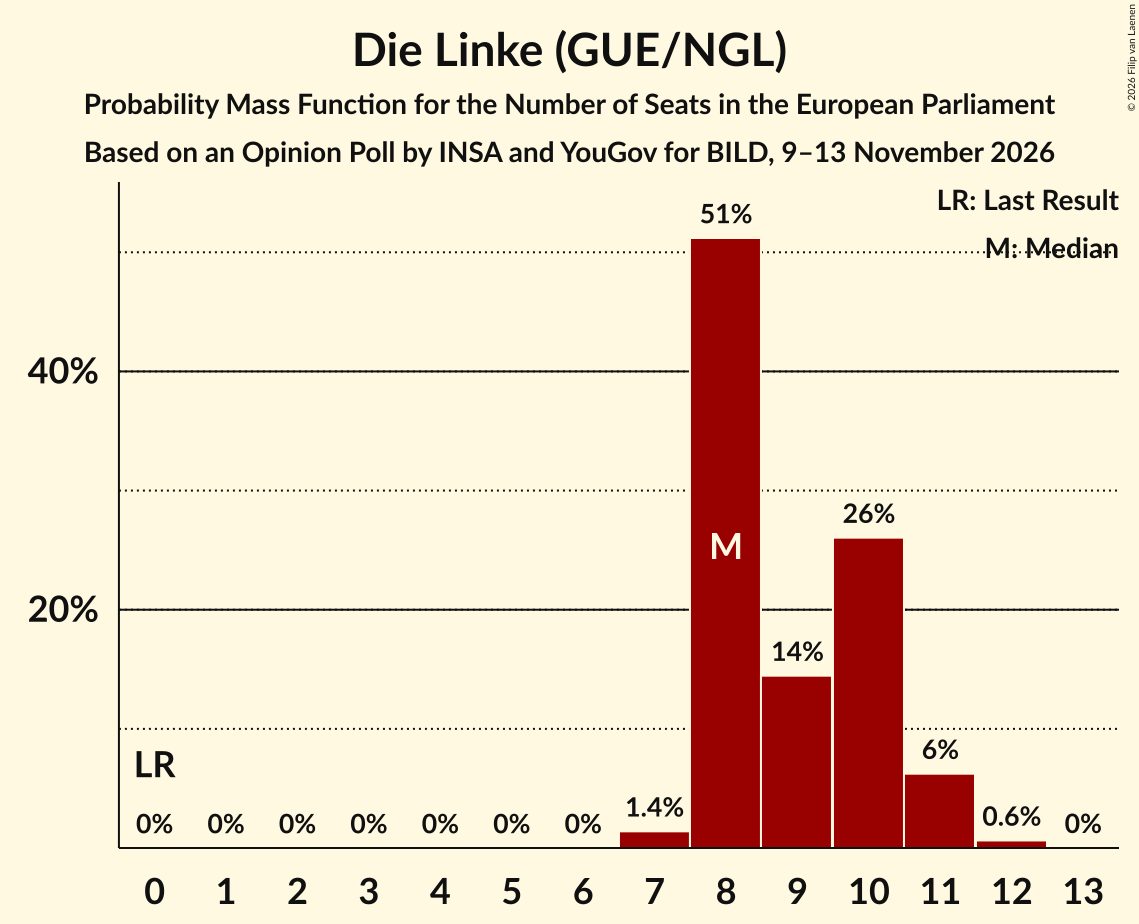 Die Linke (GUE/NGL)
Probability Mass Function for the Number of Seats in the European Parliament
Based on an Opinion Poll by INSA and YouGov for BILD, 9–13 November 2026
© 2026 Filip van Laenen
LR: Last Result
M: Median
51%
40%
26%
M
20%
14%
LR
6%
1.4%
0.6%
0% 0% 0% 0% 0% 0% 0% 0%
0 1 2 3 4 5 6 7 8 9 10 11 12 13